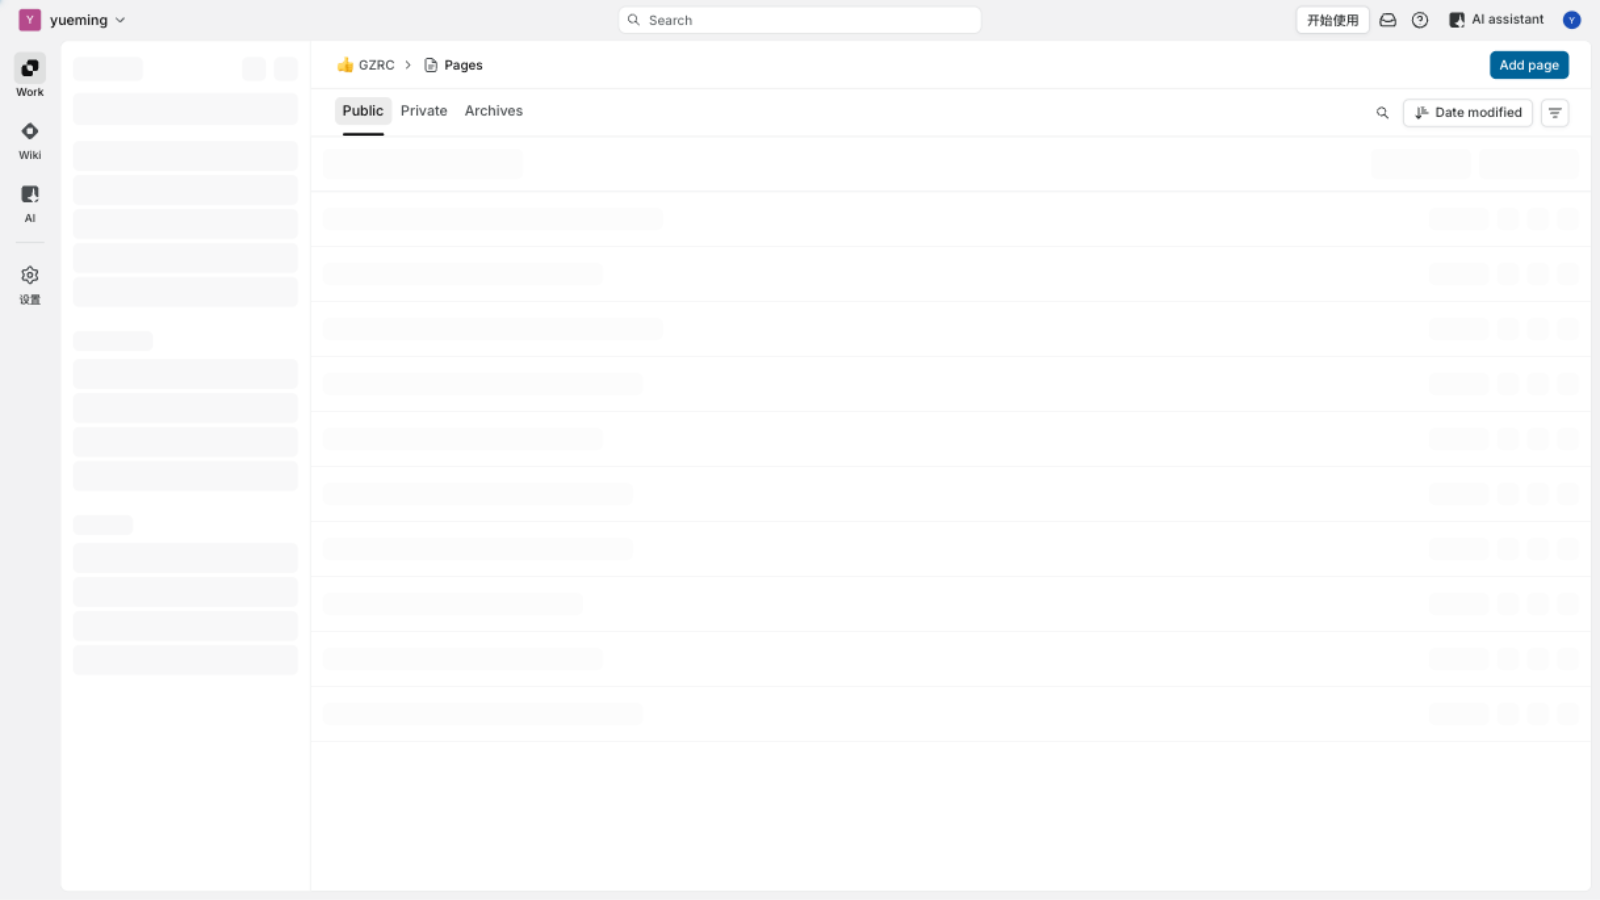 Y yueming
Search
开始使用
AI assistant
Y
Work
Wiki
AI
设置
👍 GZRC > Pages
Add page
Public Private Archives
Date modified